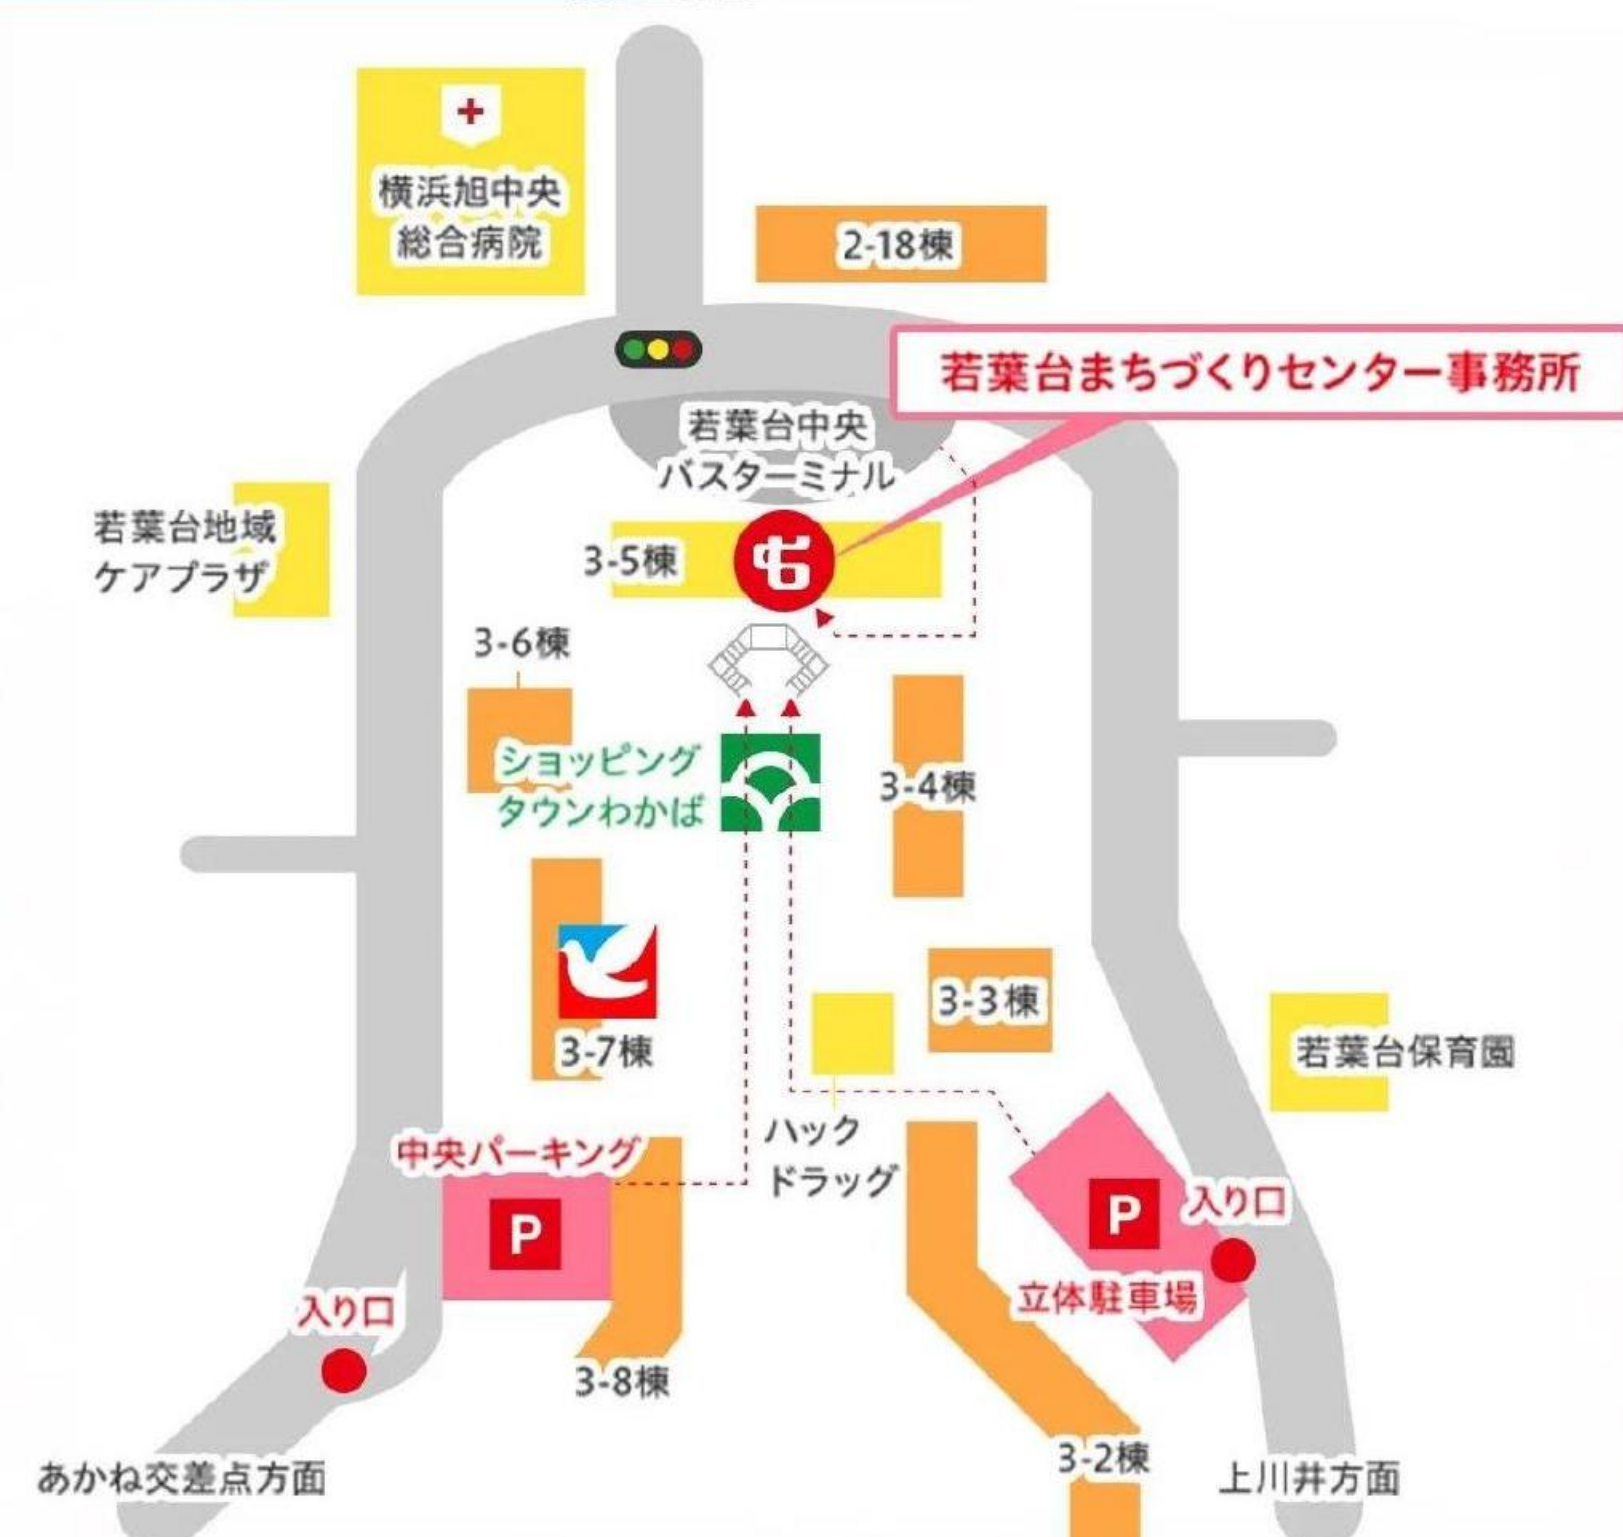 横浜旭中央
総合病院
2-18棟
若葉台まちづくりセンター事務所
若葉台中央
バスターミナル
若葉台地域
ケアプラザ
3-5棟
3-6棟
ショッピング
タウンわかば
3-4棟
3-7棟
3-3棟
若葉台保育園
ハック
ドラッグ
中央パーキング
P
P
入り口
立体駐車場
入り口
3-8棟
3-2棟
あかね交差点方面
上川井方面